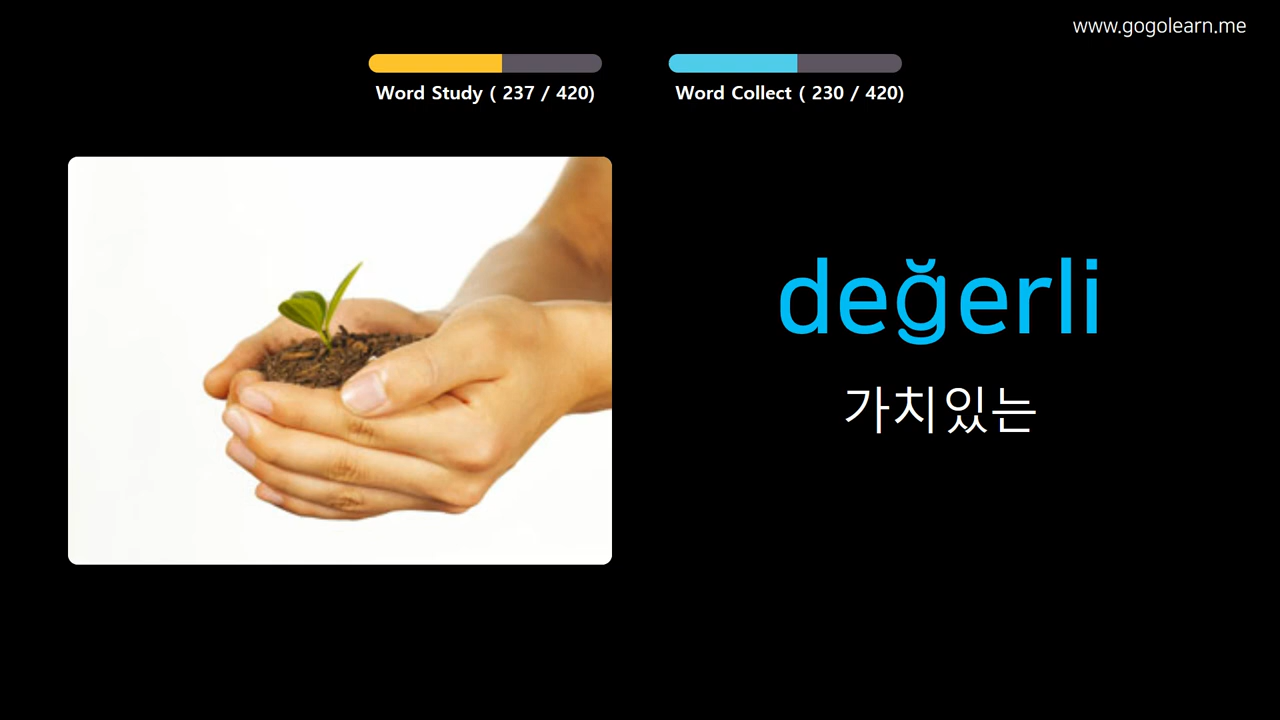 www.gogolearn.me
Word Study ( 237 / 420)
Word Collect ( 230 / 420)
değerli
가치있는